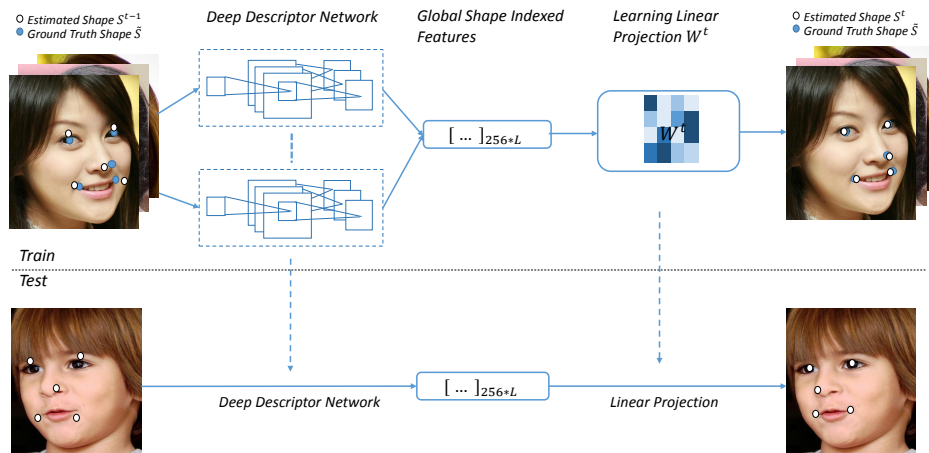 Estimated Shape S^{t−1}
Ground Truth Shape S̃
Deep Descriptor Network
Global Shape Indexed
Features
Learning Linear
Projection W^t
Estimated Shape S^t
Ground Truth Shape S̃
[ … ]_{256*L}
W^t
Train
Test
[ … ]_{256*L}
Deep Descriptor Network
Linear Projection